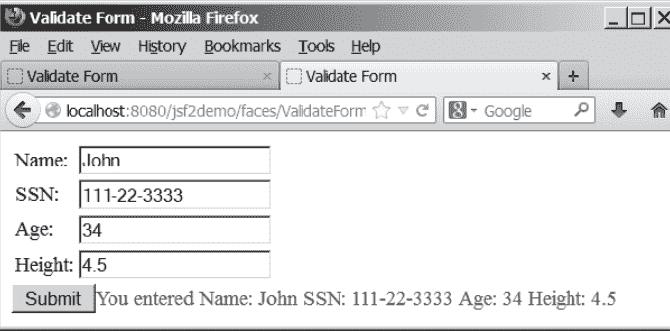 Validate Form - Mozilla Firefox
File Edit View History Bookmarks Tools Help
Validate Form × Validate Form × +
localhost:8080/jsf2demo/faces/ValidateForm Google
Name: John
SSN: 111-22-3333
Age: 34
Height: 4.5
Submit You entered Name: John SSN: 111-22-3333 Age: 34 Height: 4.5